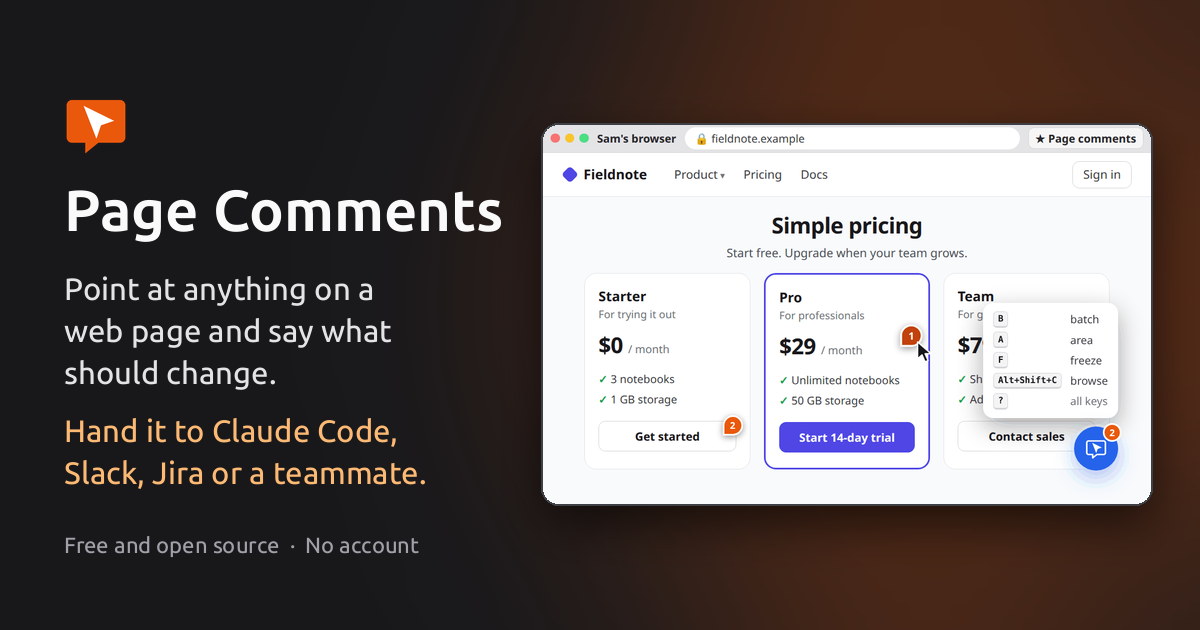 Page Comments
Point at anything on a
web page and say what
should change.
Hand it to Claude Code,
Slack, Jira or a teammate.
Free and open source · No account
Sam's browser
🔒 fieldnote.example
★ Page comments
Fieldnote
Product ▾
Pricing
Docs
Sign in
Simple pricing
Start free. Upgrade when your team grows.
Starter
For trying it out
$0 / month
✓ 3 notebooks
✓ 1 GB storage
Get started
2
Pro
For professionals
$29 / month
1
✓ Unlimited notebooks
✓ 50 GB storage
Start 14-day trial
Team
For
✓
✓
Contact sales
B batch
A area
F freeze
Alt+Shift+C browse
? all keys
2